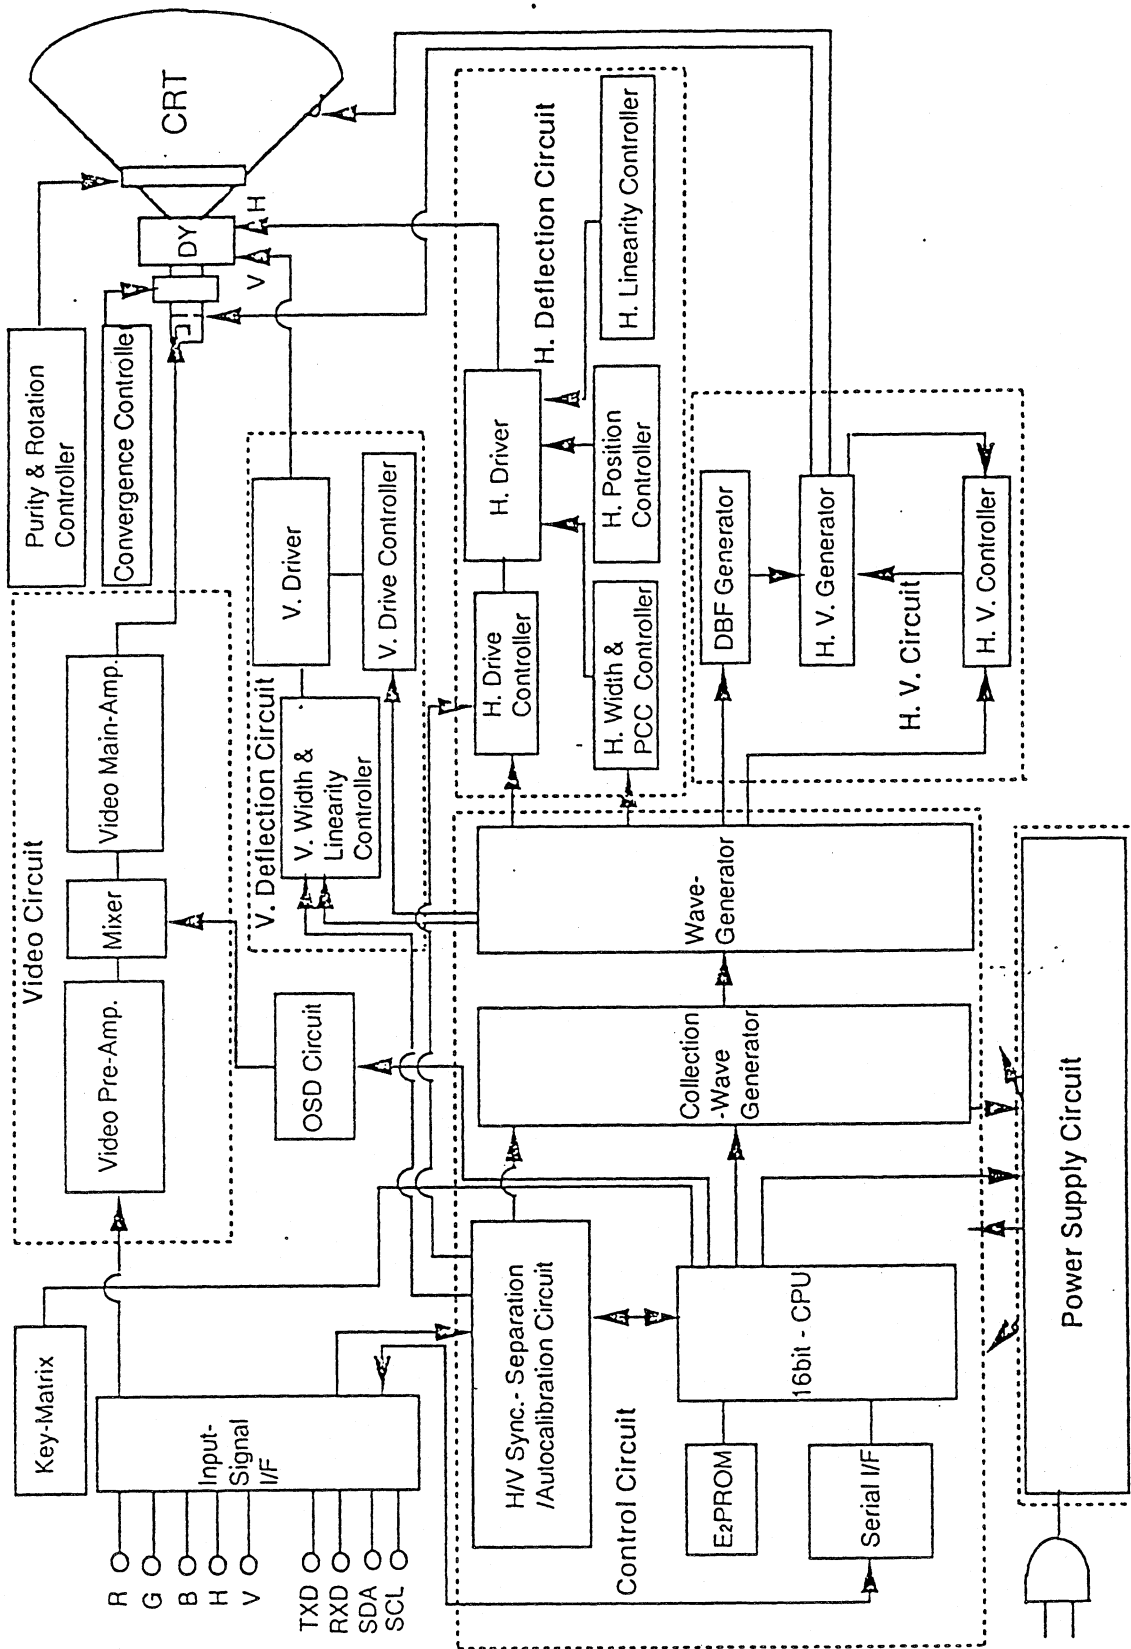 Purity & Rotation
Controller
Convergence Controller
CRT
DY
V
H
Video Circuit
Video Pre-Amp.
Mixer
Video Main-Amp.
Key-Matrix
OSD Circuit
V. Deflection Circuit
V. Width &
Linearity
Controller
V. Driver
V. Drive Controller
H. Deflection Circuit
H. Drive
Controller
H. Driver
H. Width &
PCC Controller
H. Position
Controller
H. Linearity Controller
R
G
B
H
V
TXD
RXD
SDA
SCL
Input-
Signal
I/F
H/V Sync.- Separation
/Autocalibration Circuit
Control Circuit
E2PROM
Serial I/F
16bit - CPU
Collection
-Wave
Generator
Wave-
Generator
DBF Generator
H. V. Generator
H. V. Circuit
H. V. Controller
Power Supply Circuit